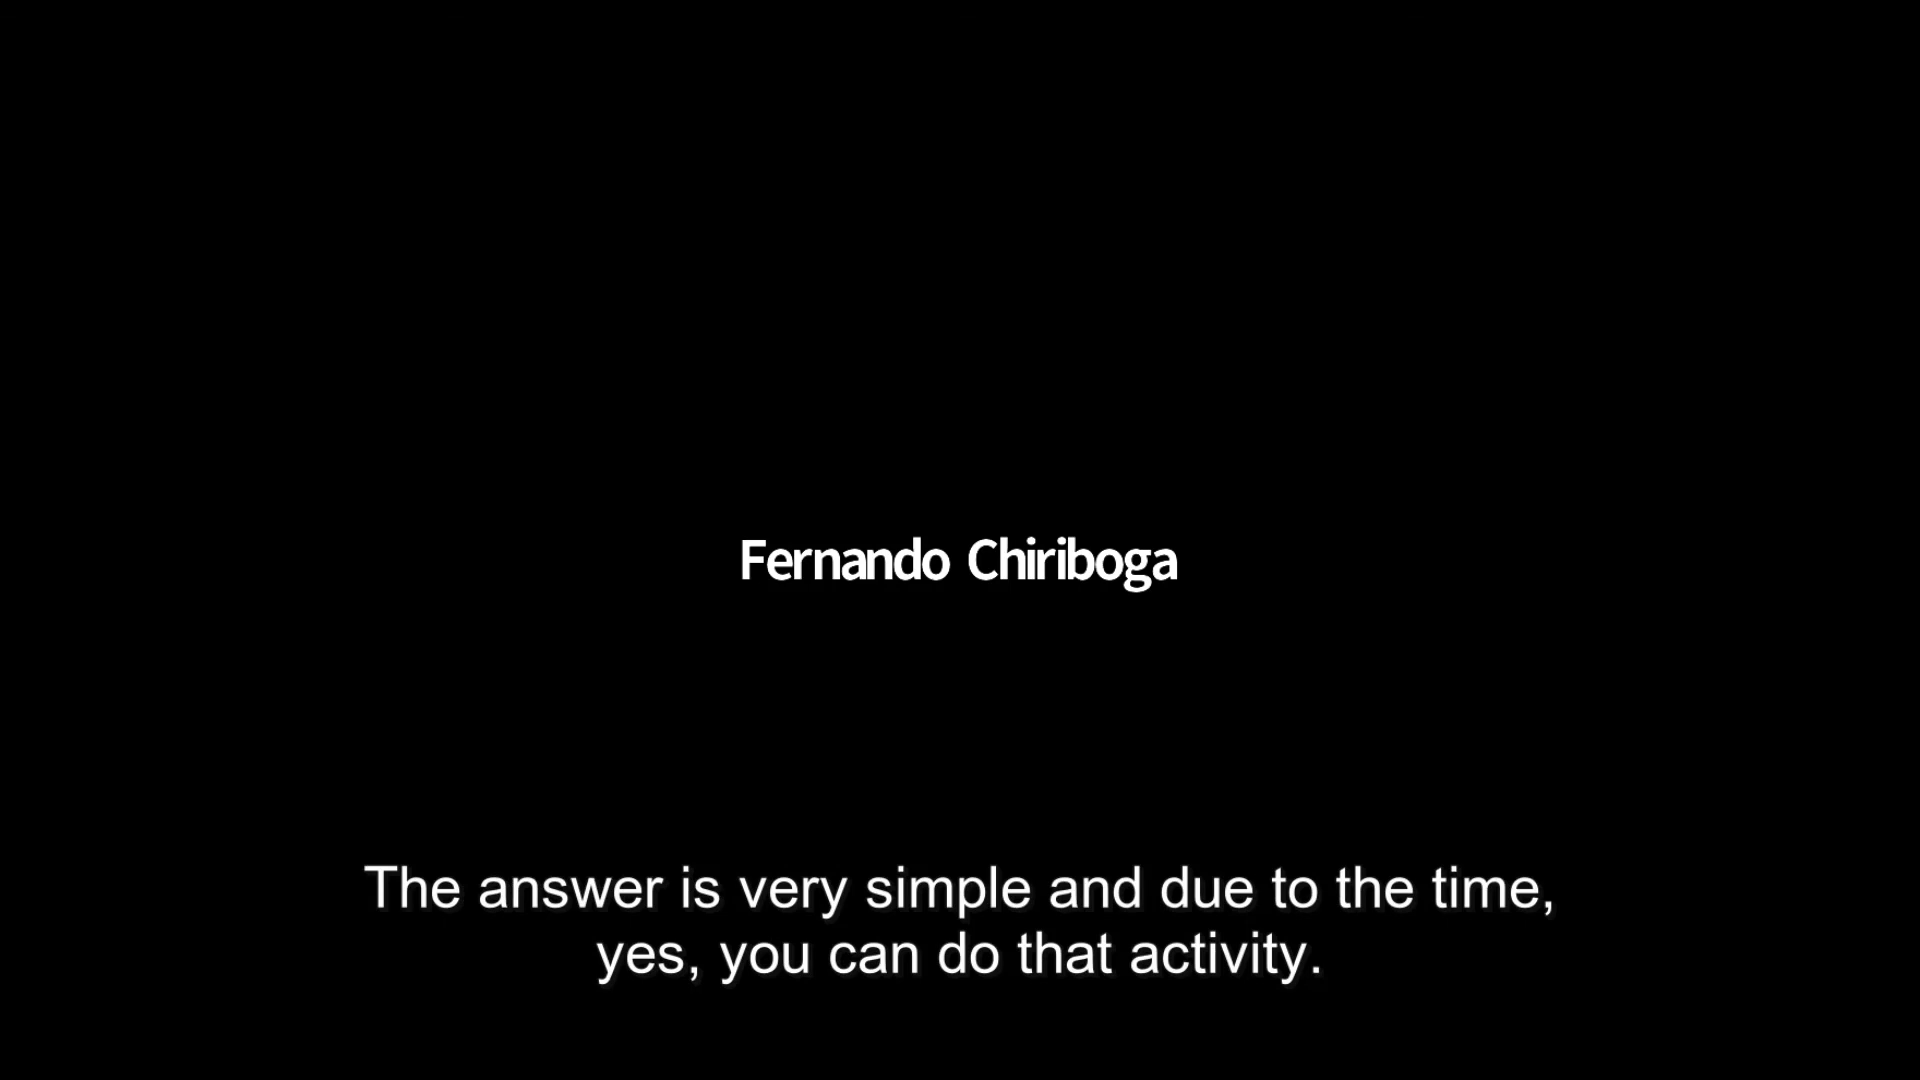 Fernando Chiriboga
The answer is very simple and due to the time,
yes, you can do that activity.